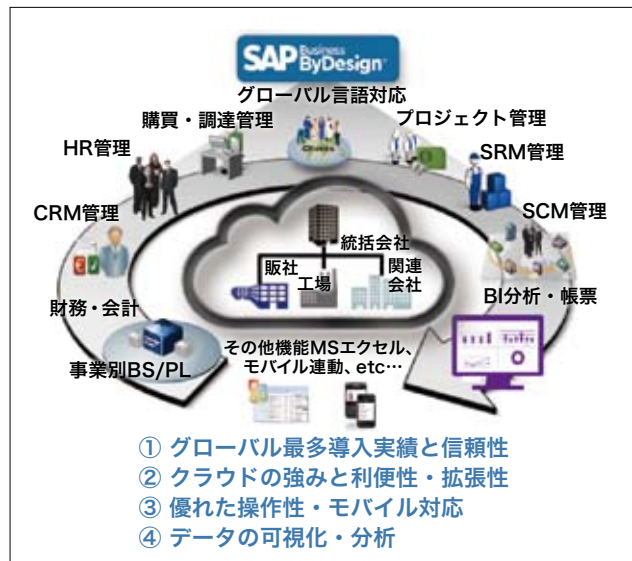 SAP Business ByDesign
グローバル言語対応
購買・調達管理
プロジェクト管理
HR管理
SRM管理
CRM管理
SCM管理
統括会社
販社
工場
関連
会社
財務・会計
BI分析・帳票
事業別BS/PL
その他機能MSエクセル、
モバイル連動、etc…
① グローバル最多導入実績と信頼性
② クラウドの強みと利便性・拡張性
③ 優れた操作性・モバイル対応
④ データの可視化・分析